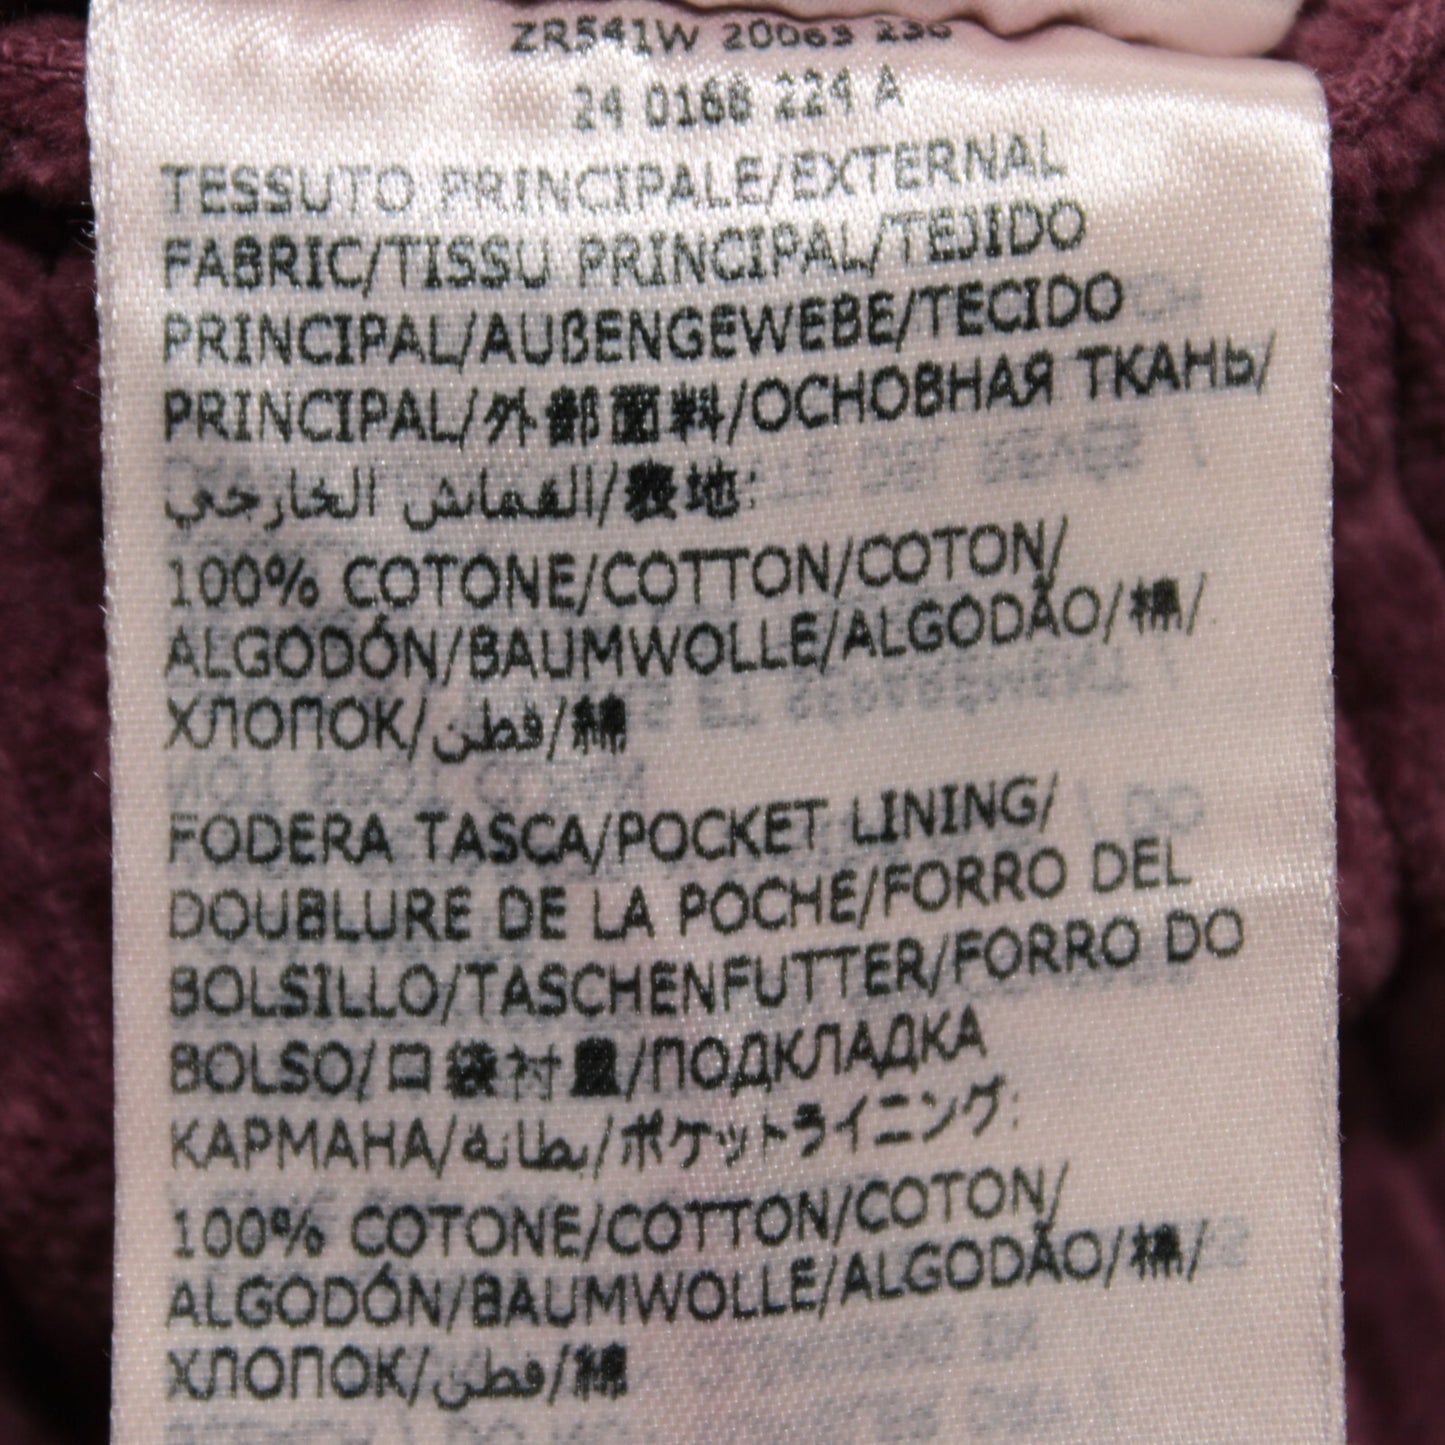 ZR541W 20063 236
24 0168 224 A
TESSUTO PRINCIPALE/EXTERNAL
FABRIC/TISSU PRINCIPAL/TEJIDO
PRINCIPAL/AUßENGEWEBE/TECIDO
PRINCIPAL/外部面料/ОСНОВНАЯ ТКАНЬ/
القماش الخارجي/表地:
100% COTONE/COTTON/COTON/
ALGODÓN/BAUMWOLLE/ALGODÃO/棉/
ХЛОПОК/قطن/綿
FODERA TASCA/POCKET LINING/
DOUBLURE DE LA POCHE/FORRO DEL
BOLSILLO/TASCHENFUTTER/FORRO DO
BOLSO/口袋衬里/ПОДКЛАДКА
КАРМАНА/بطانة/ポケットライニング:
100% COTONE/COTTON/COTON/
ALGODÓN/BAUMWOLLE/ALGODÃO/棉/
ХЛОПОК/قطن/綿